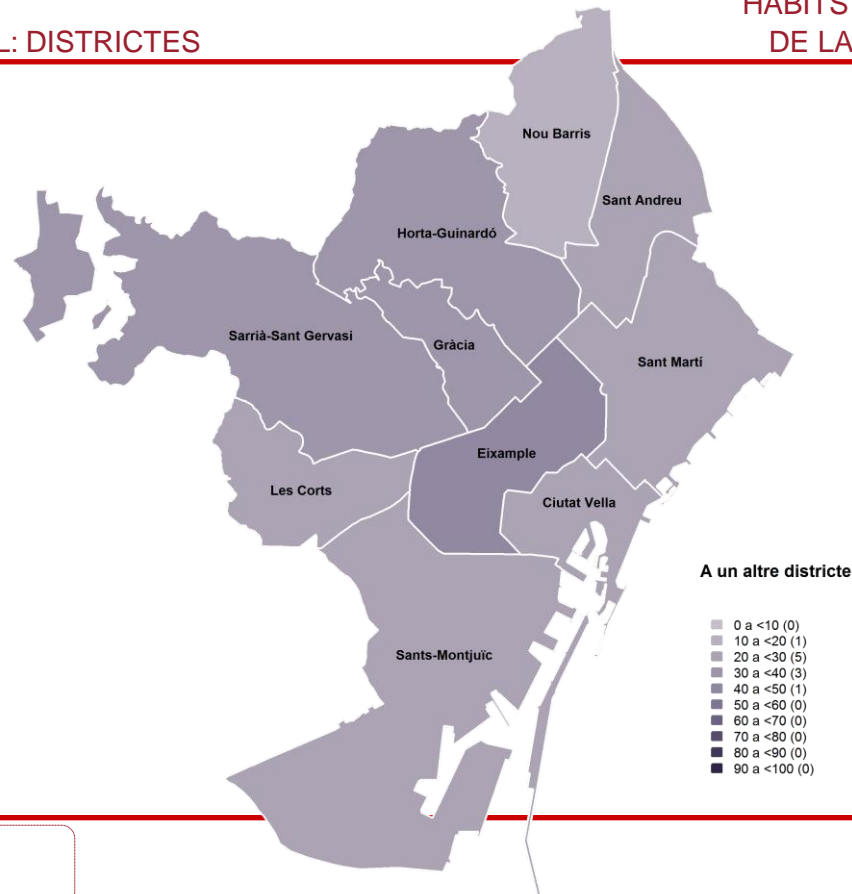 HÀBITS
L: DISTRICTES
DE LA
Nou Barris
Sant Andreu
Horta-Guinardó
Sarrià-Sant Gervasi
Gràcia
Sant Martí
Eixample
Les Corts
Ciutat Vella
A un altre districte
Sants-Montjuïc
0 a <10 (0)
10 a <20 (1)
20 a <30 (5)
30 a <40 (3)
40 a <50 (1)
50 a <60 (0)
60 a <70 (0)
70 a <80 (0)
80 a <90 (0)
90 a <100 (0)